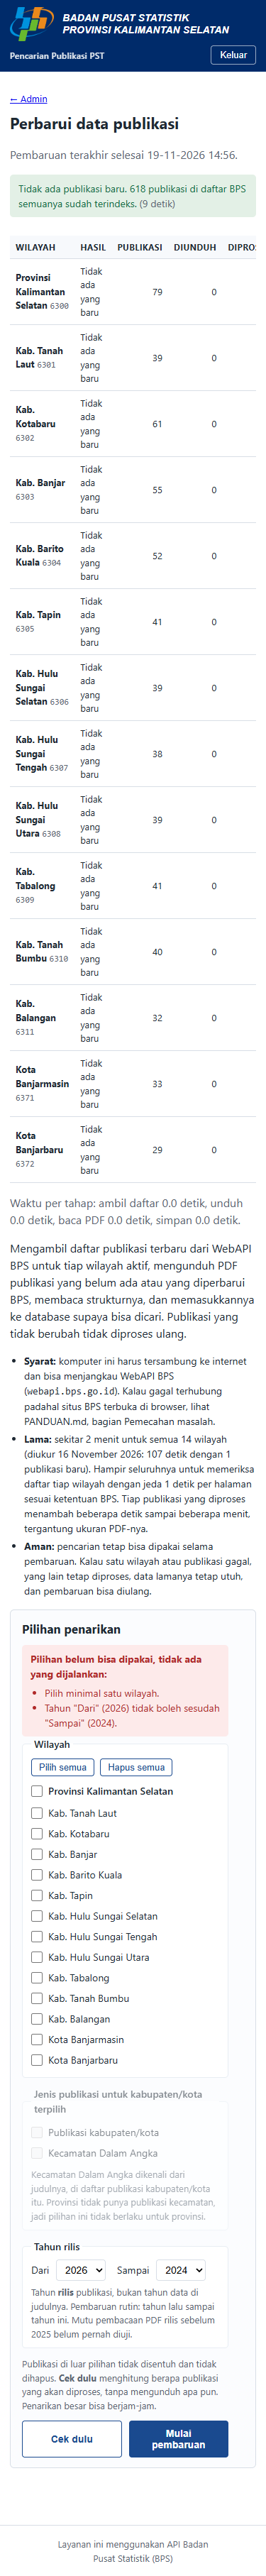 BADAN PUSAT STATISTIK
PROVINSI KALIMANTAN SELATAN
Pencarian Publikasi PST
Keluar
← Admin
Perbarui data publikasi
Pembaruan terakhir selesai 19-11-2026 14:56.
Tidak ada publikasi baru. 618 publikasi di daftar BPS
semuanya sudah terindeks. (9 detik)
WILAYAH HASIL PUBLIKASI DIUNDUH DIPROS
Provinsi
Kalimantan
Selatan 6300
Tidak
ada
yang
baru
79 0
Kab. Tanah
Laut 6301
Tidak
ada
yang
baru
39 0
Kab.
Kotabaru
6302
Tidak
ada
yang
baru
61 0
Kab. Banjar
6303
Tidak
ada
yang
baru
55 0
Kab. Barito
Kuala 6304
Tidak
ada
yang
baru
52 0
Kab. Tapin
6305
Tidak
ada
yang
baru
41 0
Kab. Hulu
Sungai
Selatan 6306
Tidak
ada
yang
baru
39 0
Kab. Hulu
Sungai
Tengah 6307
Tidak
ada
yang
baru
38 0
Kab. Hulu
Sungai
Utara 6308
Tidak
ada
yang
baru
39 0
Kab.
Tabalong
6309
Tidak
ada
yang
baru
41 0
Kab. Tanah
Bumbu 6310
Tidak
ada
yang
baru
40 0
Kab.
Balangan
6311
Tidak
ada
yang
baru
32 0
Kota
Banjarmasin
6371
Tidak
ada
yang
baru
33 0
Kota
Banjarbaru
6372
Tidak
ada
yang
baru
29 0
Waktu per tahap: ambil daftar 0.0 detik, unduh
0.0 detik, baca PDF 0.0 detik, simpan 0.0 detik.
Mengambil daftar publikasi terbaru dari WebAPI
BPS untuk tiap wilayah aktif, mengunduh PDF
publikasi yang belum ada atau yang diperbarui
BPS, membaca strukturnya, dan memasukkannya
ke database supaya bisa dicari. Publikasi yang
tidak berubah tidak diproses ulang.
• Syarat: komputer ini harus tersambung ke internet
dan bisa menjangkau WebAPI BPS
(webapi.bps.go.id). Kalau gagal terhubung
padahal situs BPS terbuka di browser, lihat
PANDUAN.md, bagian Pemecahan masalah.
• Lama: sekitar 2 menit untuk semua 14 wilayah
(diukur 16 November 2026: 107 detik dengan 1
publikasi baru). Hampir seluruhnya untuk memeriksa
daftar tiap wilayah dengan jeda 1 detik per halaman
sesuai ketentuan BPS. Tiap publikasi yang diproses
menambah beberapa detik sampai beberapa menit,
tergantung ukuran PDF-nya.
• Aman: pencarian tetap bisa dipakai selama
pembaruan. Kalau satu wilayah atau publikasi gagal,
yang lain tetap diproses, data lamanya tetap utuh,
dan pembaruan bisa diulang.
Pilihan penarikan
Pilihan belum bisa dipakai, tidak ada
yang dijalankan:
• Pilih minimal satu wilayah.
• Tahun "Dari" (2026) tidak boleh sesudah
"Sampai" (2024).
Wilayah
Pilih semua Hapus semua
Provinsi Kalimantan Selatan
Kab. Tanah Laut
Kab. Kotabaru
Kab. Banjar
Kab. Barito Kuala
Kab. Tapin
Kab. Hulu Sungai Selatan
Kab. Hulu Sungai Tengah
Kab. Hulu Sungai Utara
Kab. Tabalong
Kab. Tanah Bumbu
Kab. Balangan
Kota Banjarmasin
Kota Banjarbaru
Jenis publikasi untuk kabupaten/kota
terpilih
Publikasi kabupaten/kota
Kecamatan Dalam Angka
Kecamatan Dalam Angka dikenali dari
judulnya, di daftar publikasi kabupaten/kota
itu. Provinsi tidak punya publikasi kecamatan,
jadi pilihan ini tidak berlaku untuk provinsi.
Tahun rilis
Dari 2026 Sampai 2024
Tahun rilis publikasi, bukan tahun data di
judulnya. Pembaruan rutin: tahun lalu sampai
tahun ini. Mutu pembacaan PDF rilis sebelum
2025 belum pernah diuji.
Publikasi di luar pilihan tidak disentuh dan tidak
dihapus. Cek dulu menghitung berapa publikasi
yang akan diproses, tanpa mengunduh apa pun.
Penarikan besar bisa berjam-jam.
Cek dulu
Mulai
pembaruan
Layanan ini menggunakan API Badan
Pusat Statistik (BPS)